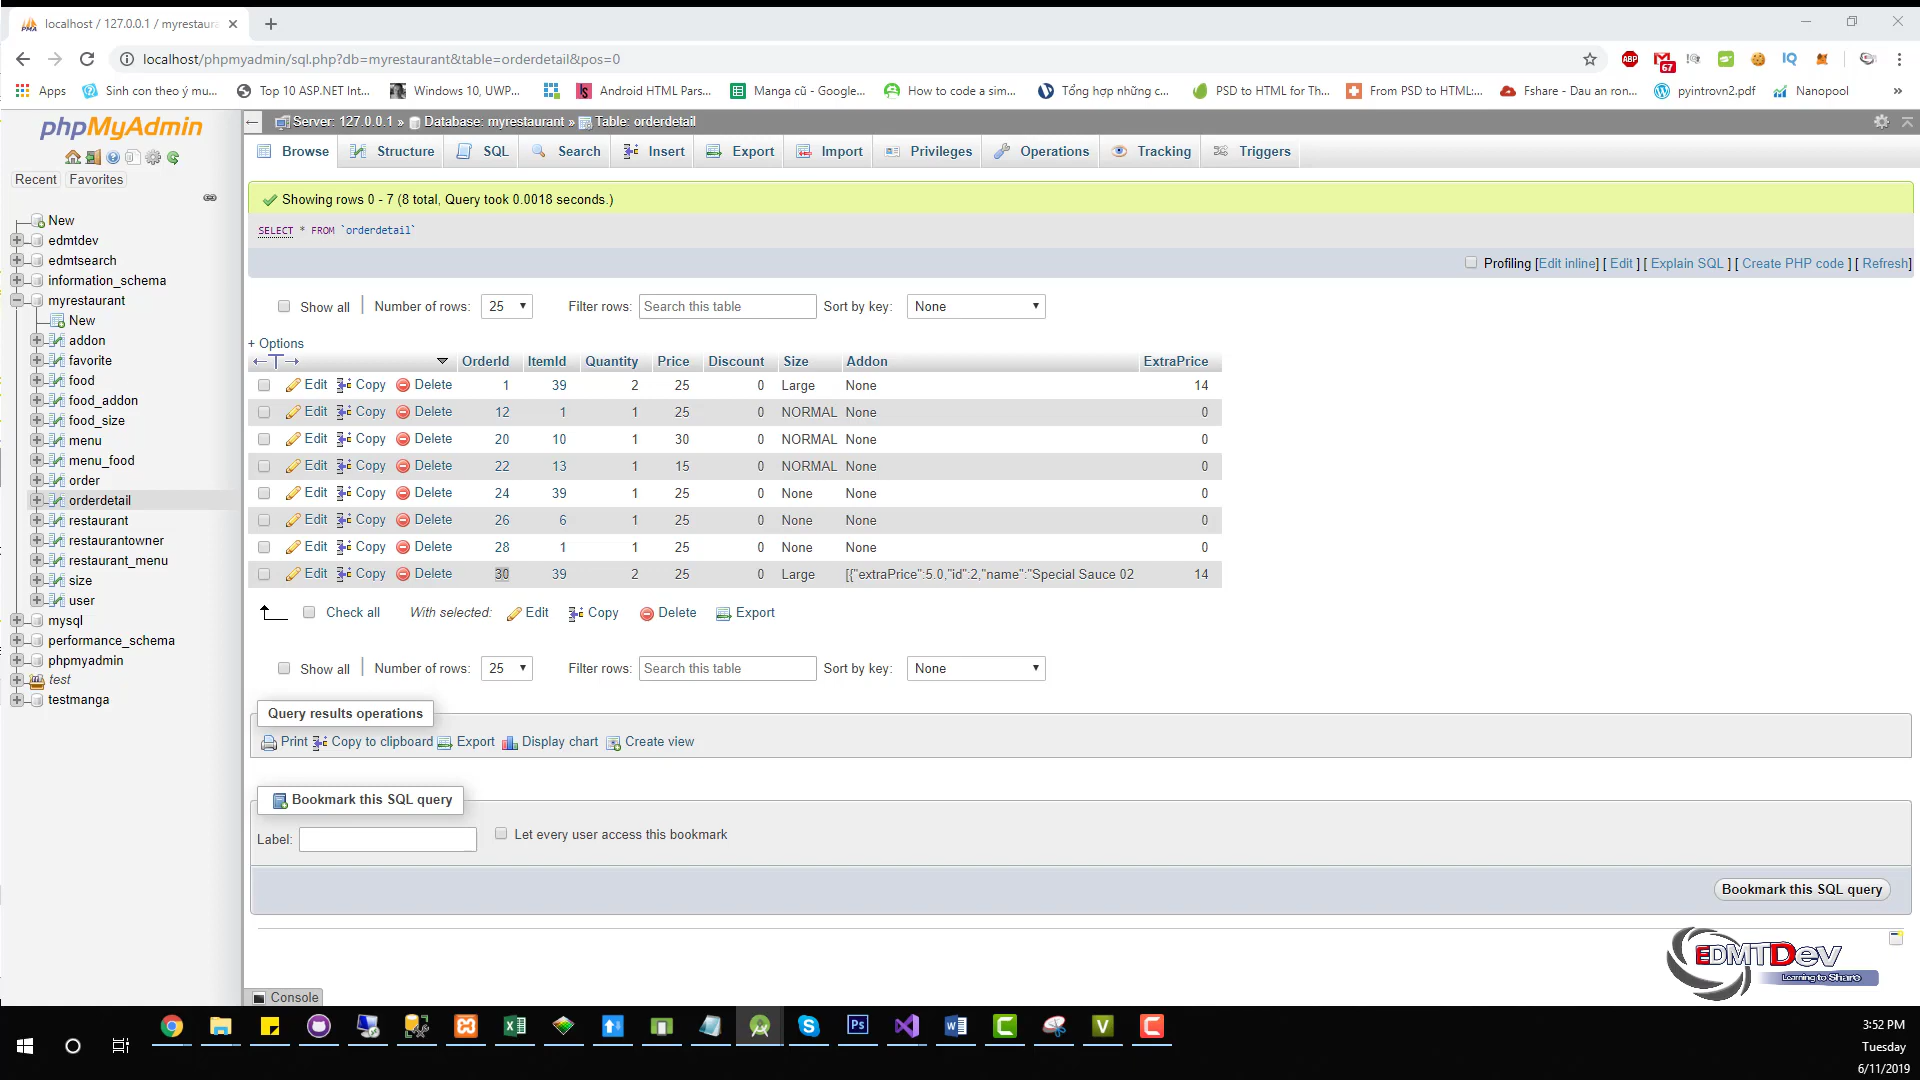 localhost / 127.0.0.1 / myrestaura
localhost/phpmyadmin/sql.php?db=myrestaurant&table=orderdetail&pos=0
ABP
67
IQ
Apps
Sinh con theo ý mu...
Top 10 ASP.NET Int...
Windows 10, UWP...
Android HTML Pars...
Manga cũ - Google...
How to code a sim...
Tổng hợp những c...
PSD to HTML for Th...
From PSD to HTML:...
Fshare - Dau an ron...
pyintrovn2.pdf
Nanopool
»
phpMyAdmin
Recent
Favorites
New
edmtdev
edmtsearch
information_schema
myrestaurant
New
addon
favorite
food
food_addon
food_size
menu
menu_food
order
orderdetail
restaurant
restaurantowner
restaurant_menu
size
user
mysql
performance_schema
phpmyadmin
test
testmanga
Server: 127.0.0.1 » Database: myrestaurant » Table: orderdetail
Browse Structure SQL Search Insert Export Import Privileges Operations Tracking Triggers
Showing rows 0 - 7 (8 total, Query took 0.0018 seconds.)
SELECT * FROM `orderdetail`
Profiling [Edit inline] [ Edit ] [ Explain SQL ] [ Create PHP code ] [ Refresh]
Show all Number of rows: 25 Filter rows: Search this table Sort by key: None
+ Options
OrderId ItemId Quantity Price Discount Size Addon ExtraPrice
Edit Copy Delete 1 39 2 25 0 Large None 14
Edit Copy Delete 12 1 1 25 0 NORMAL None 0
Edit Copy Delete 20 10 1 30 0 NORMAL None 0
Edit Copy Delete 22 13 1 15 0 NORMAL None 0
Edit Copy Delete 24 39 1 25 0 None None 0
Edit Copy Delete 26 6 1 25 0 None None 0
Edit Copy Delete 28 1 1 25 0 None None 0
Edit Copy Delete 30 39 2 25 0 Large [{"extraPrice":5.0,"id":2,"name":"Special Sauce 02 14
Check all With selected: Edit Copy Delete Export
Show all Number of rows: 25 Filter rows: Search this table Sort by key: None
Query results operations
Print Copy to clipboard Export Display chart Create view
Bookmark this SQL query
Label: Let every user access this bookmark
Bookmark this SQL query
EDMTDev
Learning to Share
Console
3:52 PM
Tuesday
6/11/2019